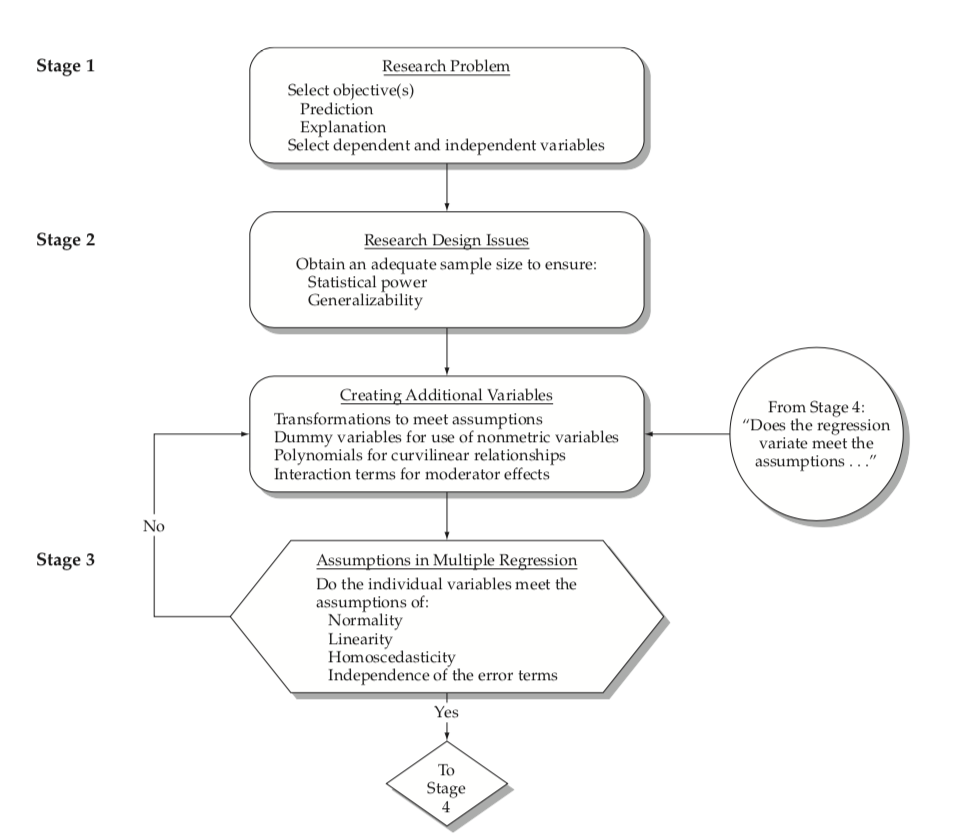 Stage 1
Research Problem
Select objective(s)
Prediction
Explanation
Select dependent and independent variables
Stage 2
Research Design Issues
Obtain an adequate sample size to ensure:
Statistical power
Generalizability
Creating Additional Variables
Transformations to meet assumptions
Dummy variables for use of nonmetric variables
Polynomials for curvilinear relationships
Interaction terms for moderator effects
From Stage 4:
“Does the regression
variate meet the
assumptions . . .”
No
Stage 3
Assumptions in Multiple Regression
Do the individual variables meet the
assumptions of:
Normality
Linearity
Homoscedasticity
Independence of the error terms
Yes
To
Stage
4